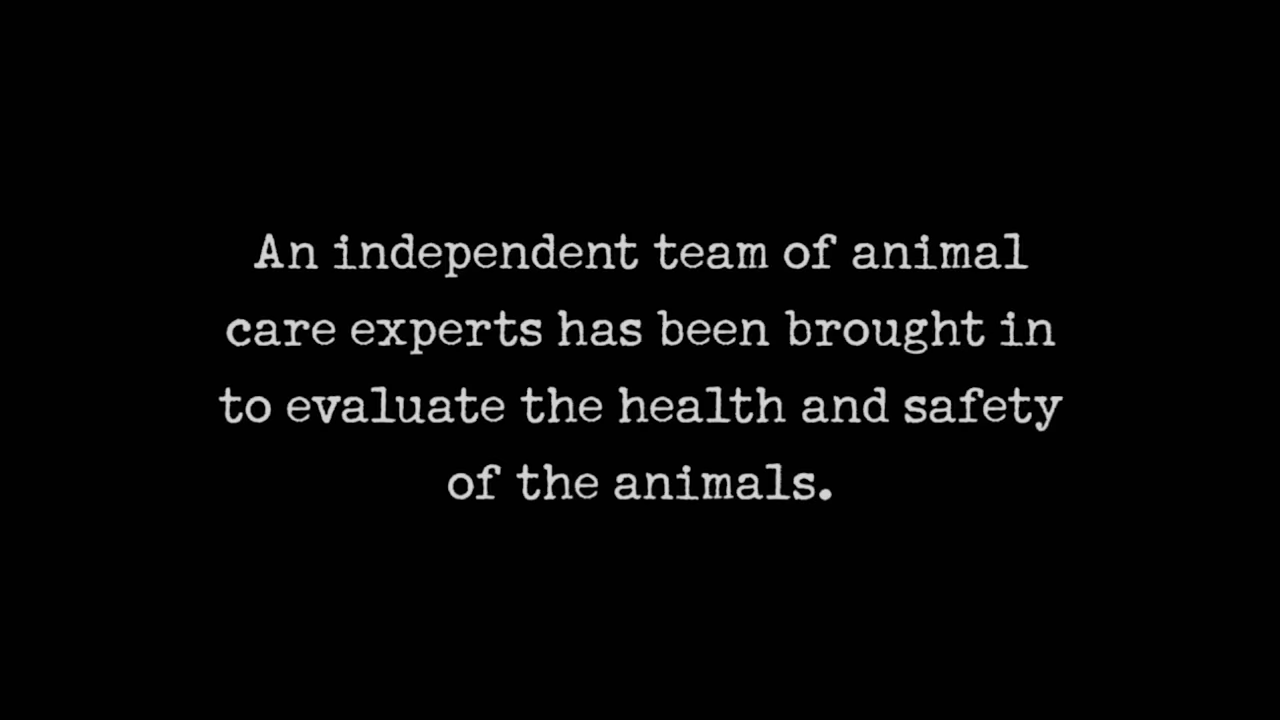 An independent team of animal
care experts has been brought in
to evaluate the health and safety
of the animals.